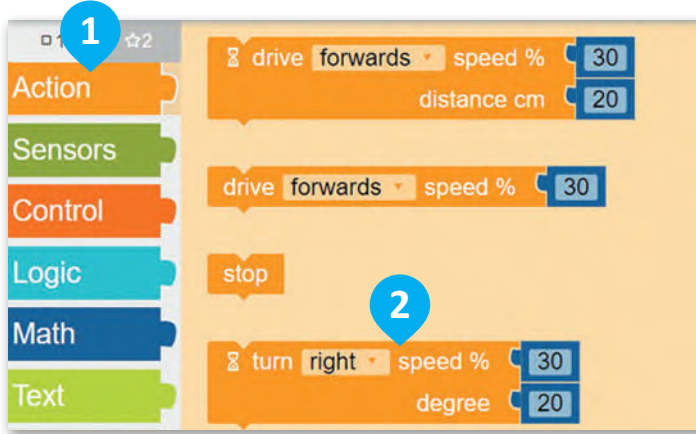 1
2
Action
Sensors
Control
Logic
Math
Text
drive forwards speed % 30
distance cm 20
drive forwards speed % 30
stop
2
turn right speed % 30
degree 20